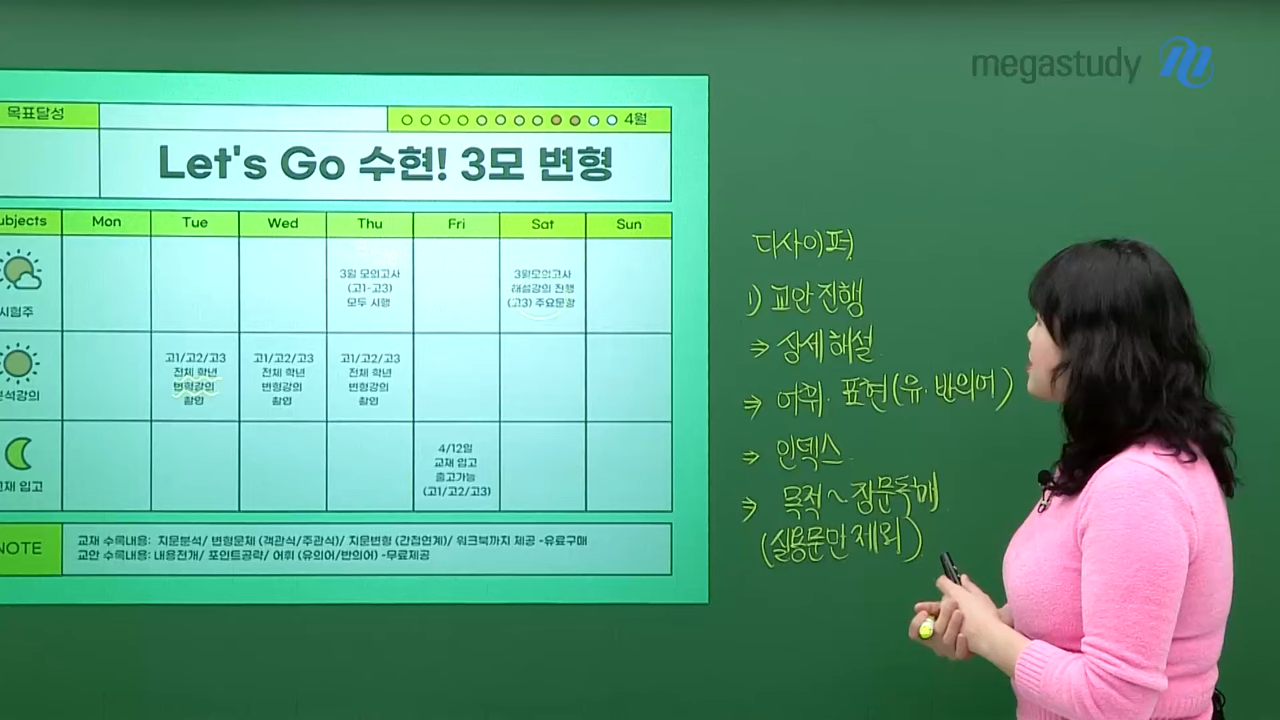 megastudy
목표달성
4월
Let's Go 수현! 3모 변형
ubjects Mon Tue Wed Thu Fri Sat Sun
시험주
3월 모의고사
(고1-고3)
모두 시행
3월모의고사
해설강의 진행
(고3) 주요문항
분석강의
고1/고2/고3
전체 학년
변형강의
촬영
고1/고2/고3
전체 학년
변형강의
촬영
고1/고2/고3
전체 학년
변형강의
촬영
교재 입고
4/12일
교재 입고
출고가능
(고1/고2/고3)
NOTE
교재 수록내용: 지문분석/ 변형문제 (객관식/주관식)/ 지문변형 (간접연계)/ 워크북까지 제공 -유료구매
교안 수록내용: 내용전개/ 포인트공략/ 어휘 (유의어/반의어) -무료제공
디사이퍼
1) 교안 진행
⇒ 상세해설
⇒ 어휘· 표현(유·반의어)
⇒ 인덱스
⇒ 목적~장문독해
(실용문만 제외)